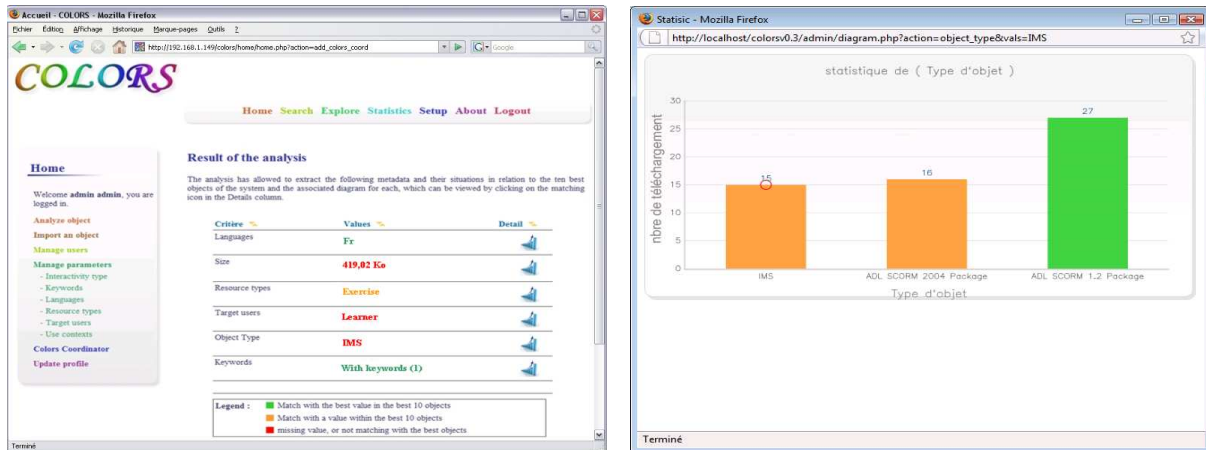 Accueil - COLORS - Mozilla Firefox
Fichier Edition Affichage Historique Marque-pages Outils ?
http://192.168.1.149/colors/home/home.php?action=add_colors_coord
Google
COLORS
Home Search Explore Statistics Setup About Logout
Home
Welcome admin admin, you are
logged in.
Analyze object
Import an object
Manage users
Manage parameters
- Interactivity type
- Keywords
- Languages
- Resource types
- Target users
- Use contexts
Colors Coordinator
Update profile
Result of the analysis
The analysis has allowed to extract the following metadata and their situations in relation to the ten best
objects of the system and the associated diagram for each, which can be viewed by clicking on the matching
icon in the Details column.
Critère Values Detail
Languages Fr
Size 419,02 Ko
Resource types Exercise
Target users Learner
Object Type IMS
Keywords With keywords (1)
Legend : Match with the best value in the best 10 objects
Match with a value within the best 10 objects
missing value, or not matching with the best objects
Terminé
Statisic - Mozilla Firefox
http://localhost/colorsv0.3/admin/diagram.php?action=object_type&vals=IMS
statistique de ( Type d'objet )
nbre de téléchargement
30
25
20
15
10
5
0
15
16
27
IMS
ADL SCORM 2004 Package
ADL SCORM 1.2 Package
Type d'objet
Terminé